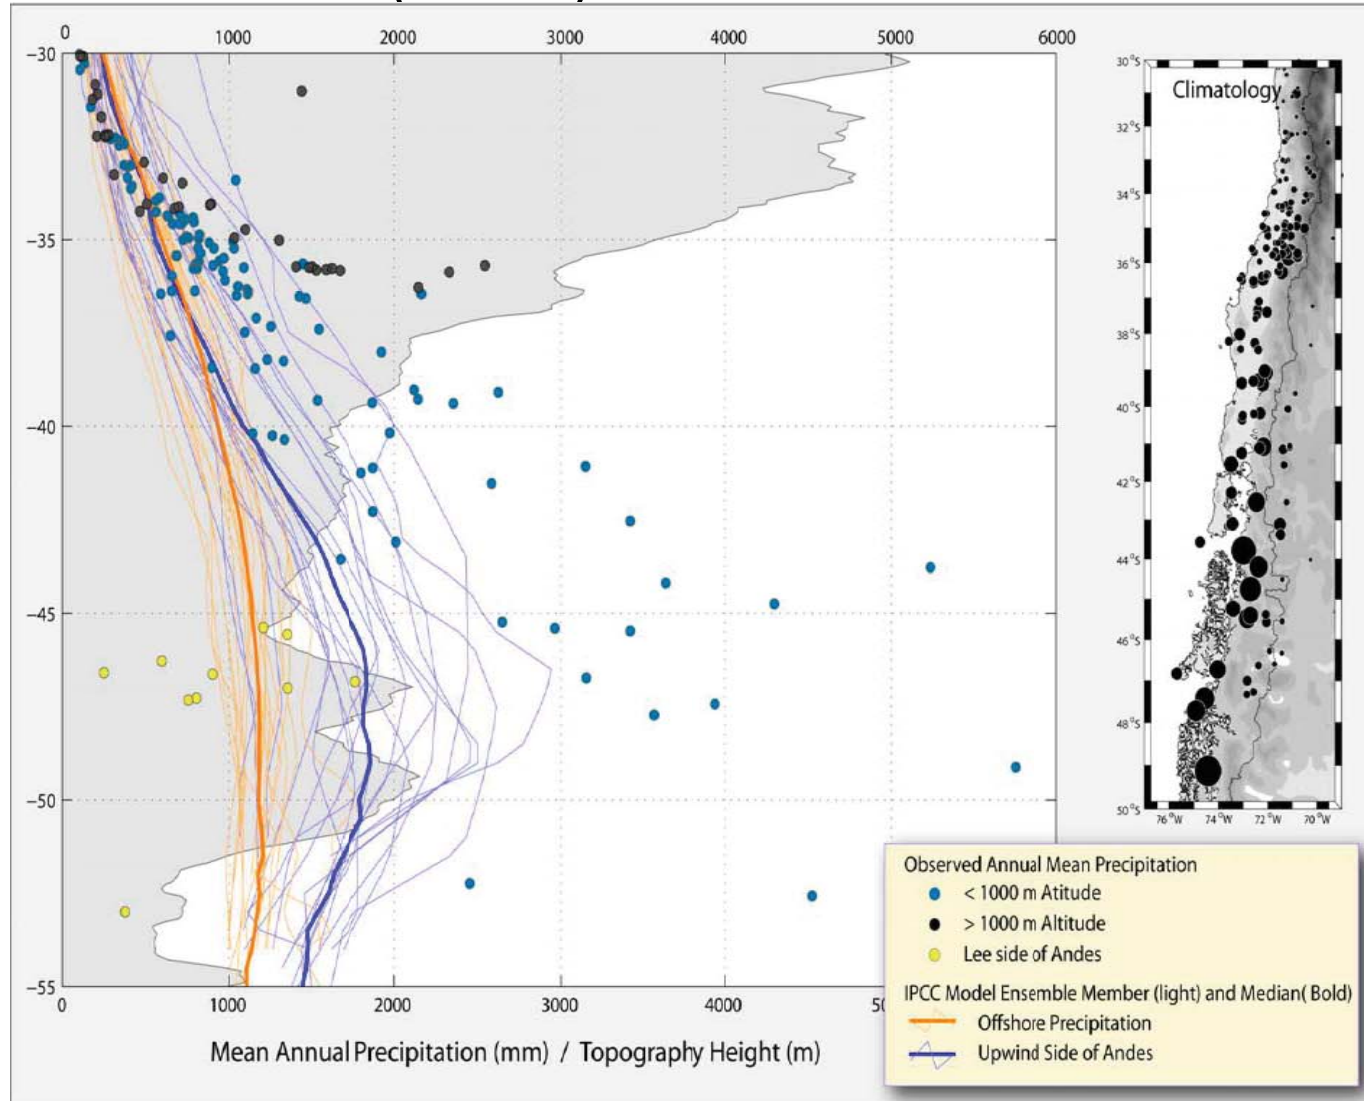 0 1000 2000 3000 4000 5000 6000
−30
−35
−40
−45
−50
−55
0 1000 2000 3000 4000
Mean Annual Precipitation (mm) / Topography Height (m)
Climatology
30°S
32°S
34°S
36°S
38°S
40°S
42°S
44°S
46°S
48°S
50°S
76°W 74°W 72°W 70°W
Observed Annual Mean Precipitation
< 1000 m Atitude
> 1000 m Altitude
Lee side of Andes
IPCC Model Ensemble Member (light) and Median( Bold)
Offshore Precipitation
Upwind Side of Andes